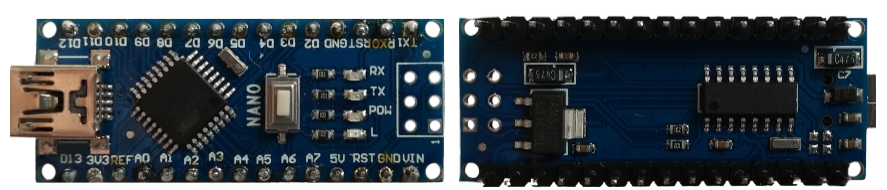 D12 D11 D10 D9 D8 D7 D6 D5 D4 D3 D2 GND RST RX0 TX1
RX
TX
POW
L
NANO
1
D13 3V3 REF A0 A1 A2 A3 A4 A5 A6 A7 5V RST GND VIN
C7